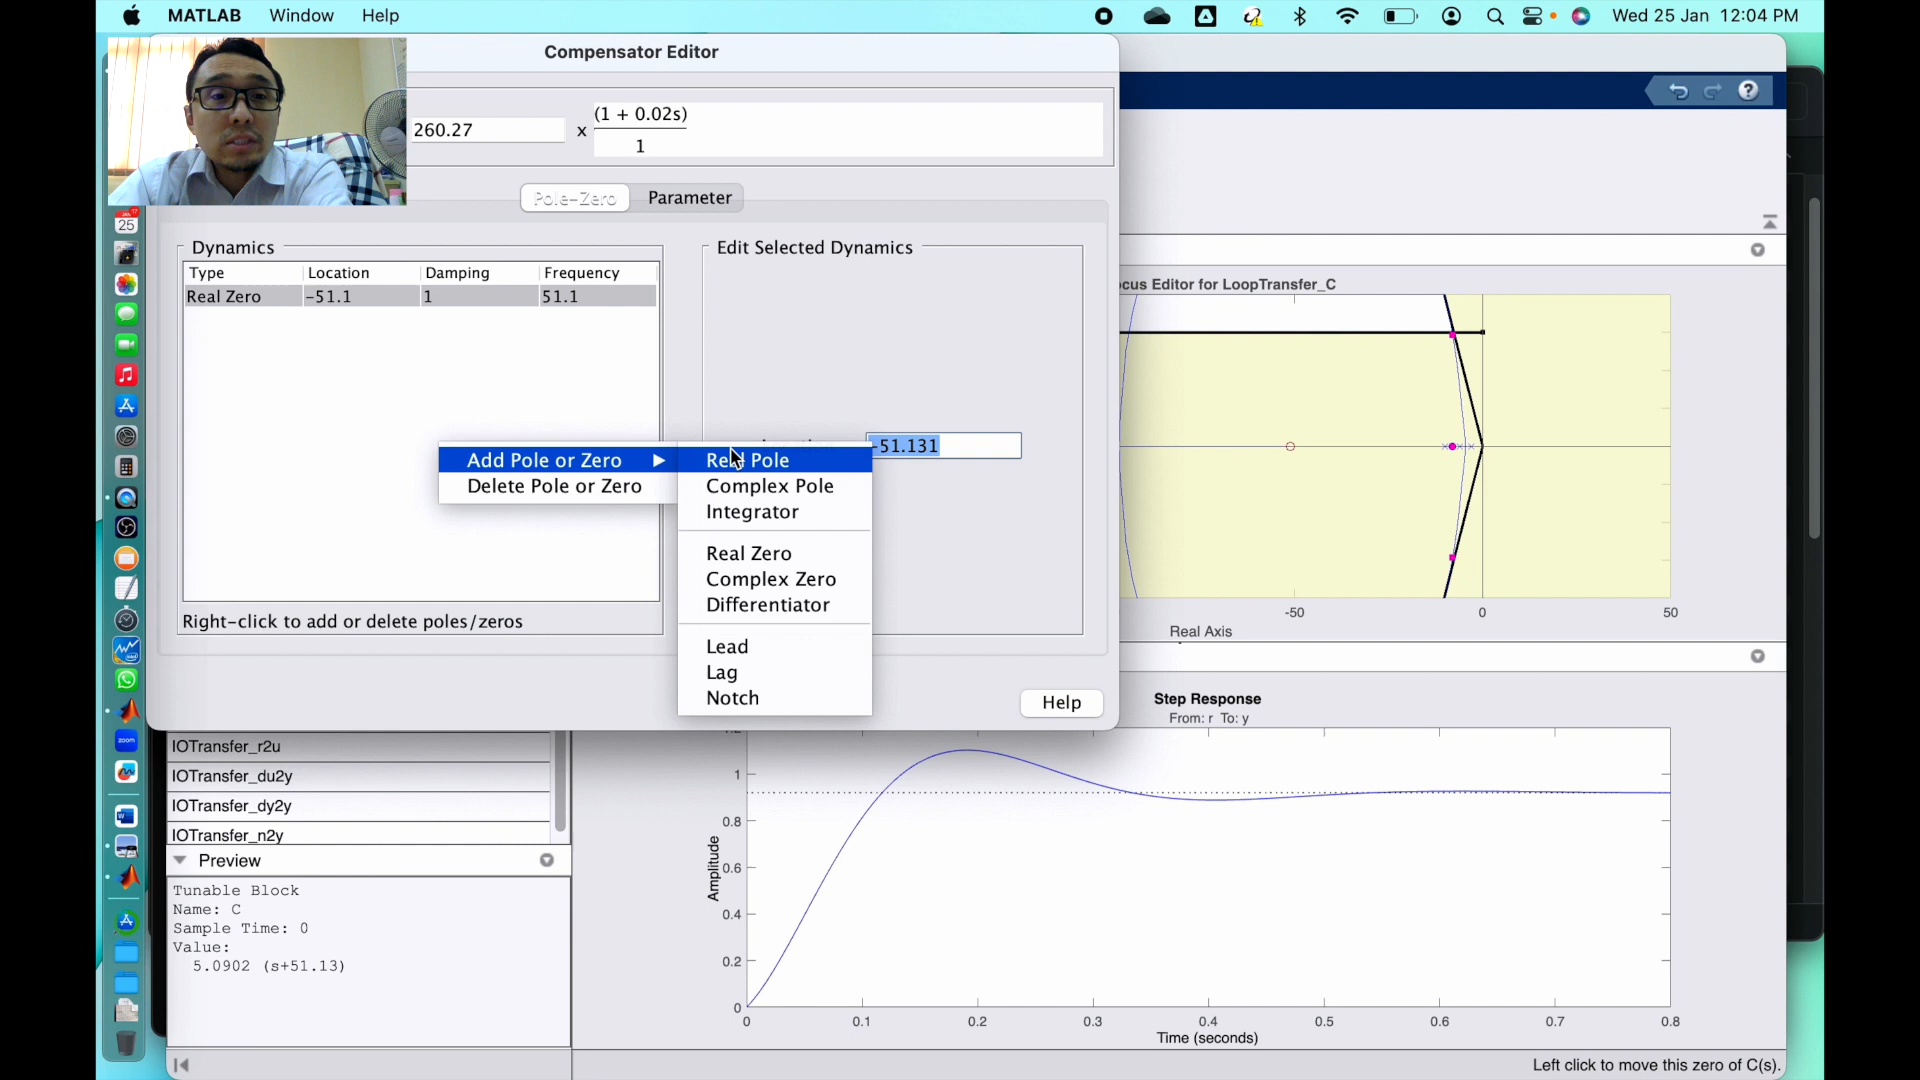 MATLAB Window Help
Wed 25 Jan 12:04 PM
Compensator Editor
260.27
x
(1 + 0.02s)
1
Pole-Zero
Parameter
Dynamics
Type Location Damping Frequency
Real Zero -51.1 1 51.1
Right-click to add or delete poles/zeros
Edit Selected Dynamics
-51.131
Add Pole or Zero
Delete Pole or Zero
Real Pole
Complex Pole
Integrator
Real Zero
Complex Zero
Differentiator
Lead
Lag
Notch
Help
ocus Editor for LoopTransfer_C
-50
0
50
Real Axis
JAN
25
zoom
IOTransfer_r2u
IOTransfer_du2y
IOTransfer_dy2y
IOTransfer_n2y
Preview
Tunable Block
Name: C
Sample Time: 0
Value:
5.0902 (s+51.13)
Step Response
From: r To: y
1
0.8
0.6
0.4
0.2
0
Amplitude
0
0.1
0.2
0.3
0.4
0.5
0.6
0.7
0.8
Time (seconds)
Left click to move this zero of C(s).